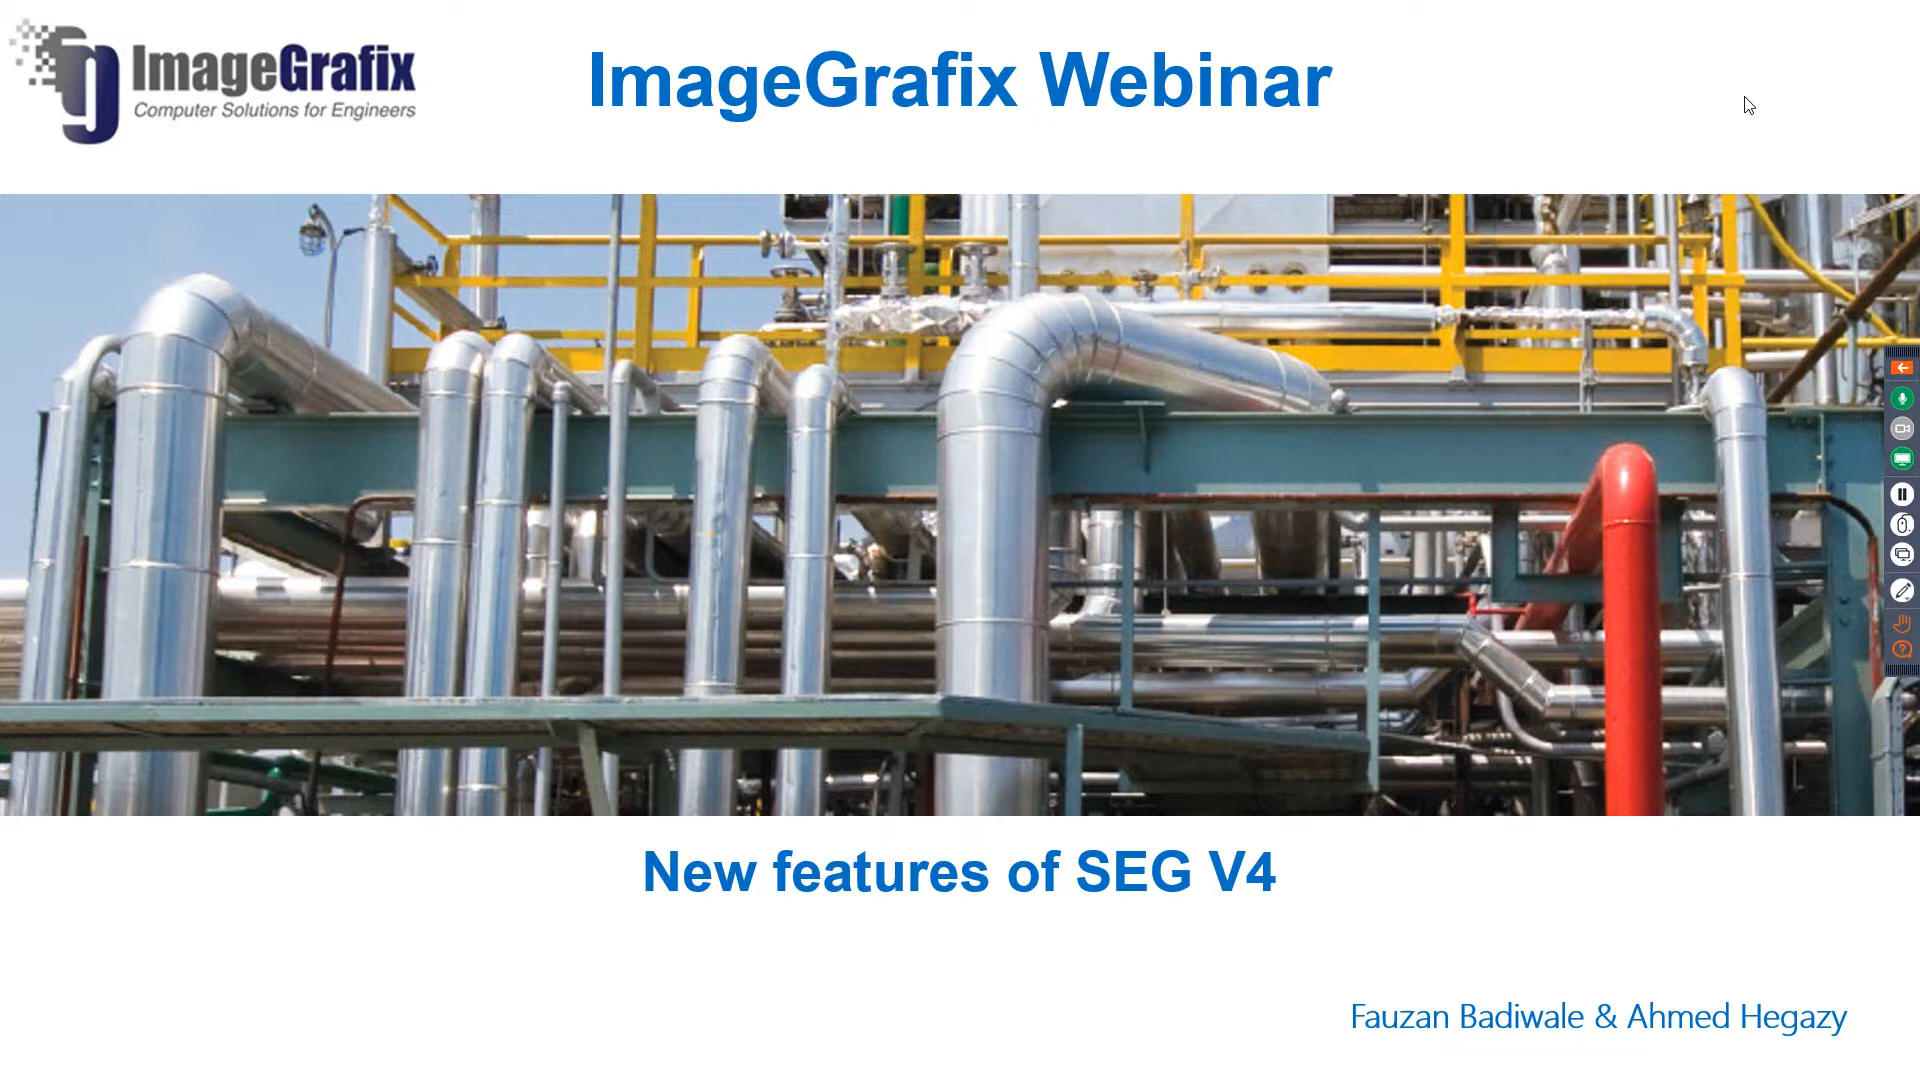 ImageGrafix
Computer Solutions for Engineers
ImageGrafix Webinar
New features of SEG V4
Fauzan Badiwale & Ahmed Hegazy